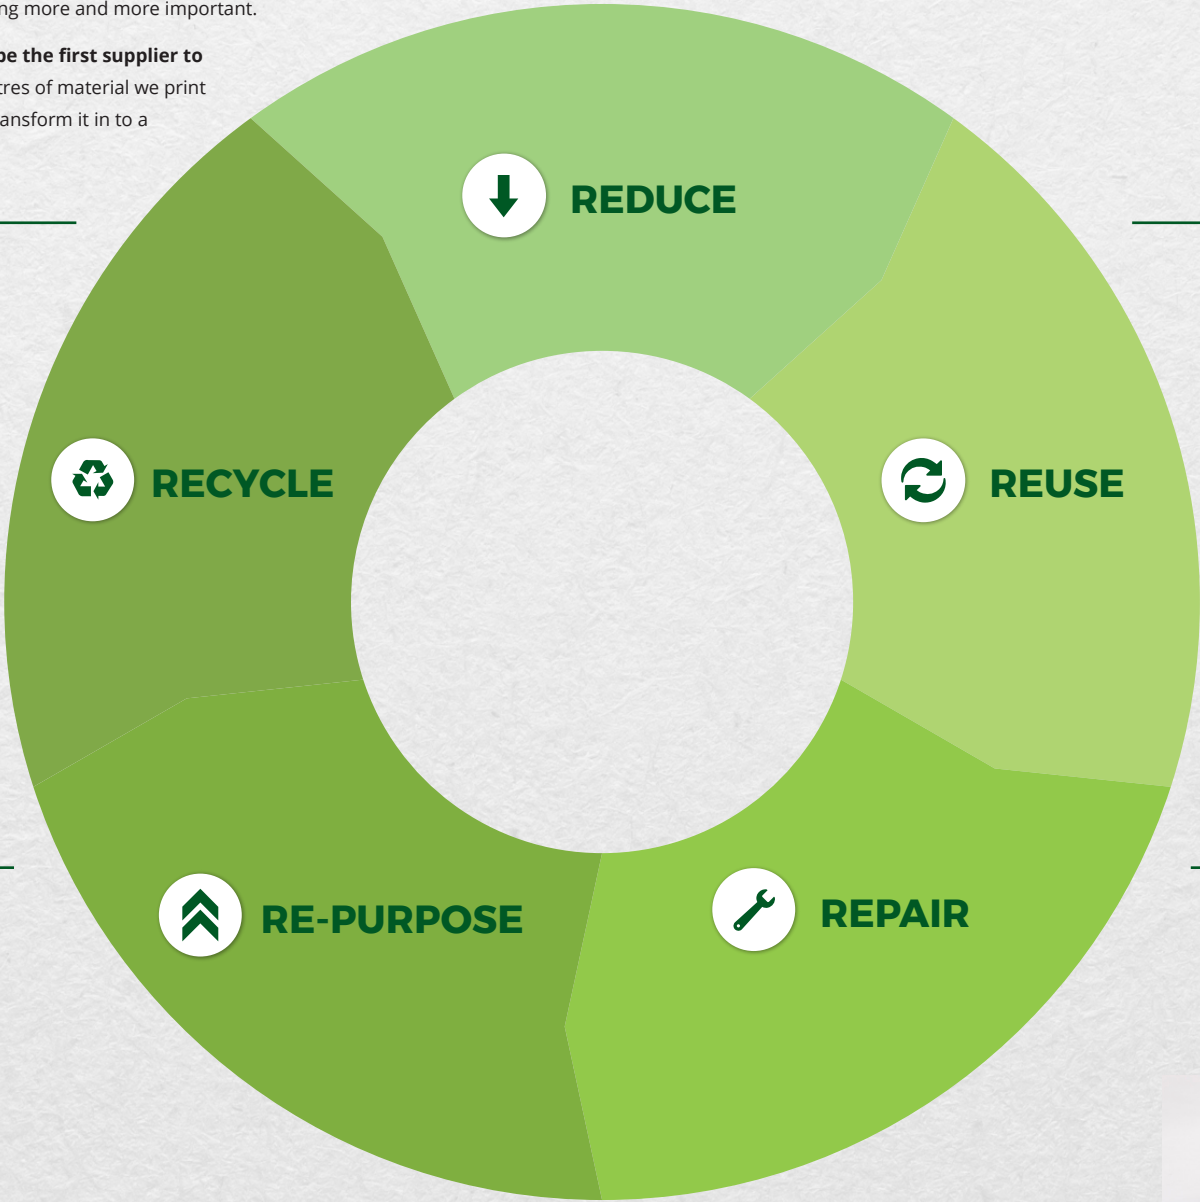 ng more and more important.
be the first supplier to
tres of material we print
ansform it in to a
REDUCE
RECYCLE
REUSE
RE-PURPOSE
REPAIR